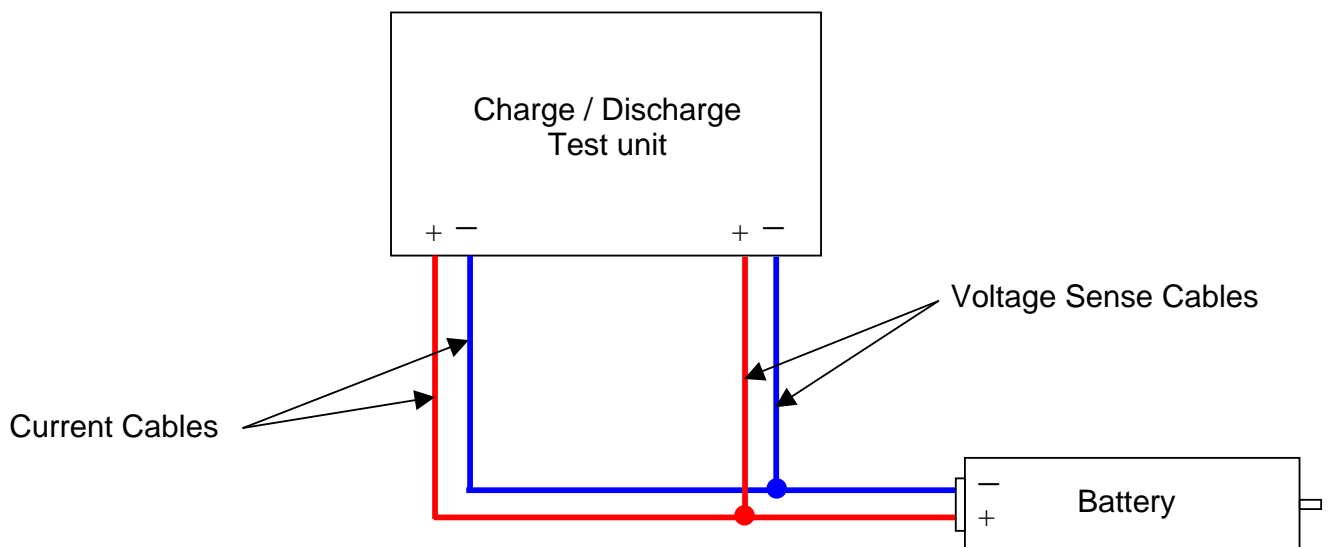 Charge / Discharge
Test unit
+ − + −
Voltage Sense Cables
Current Cables
− Battery
+